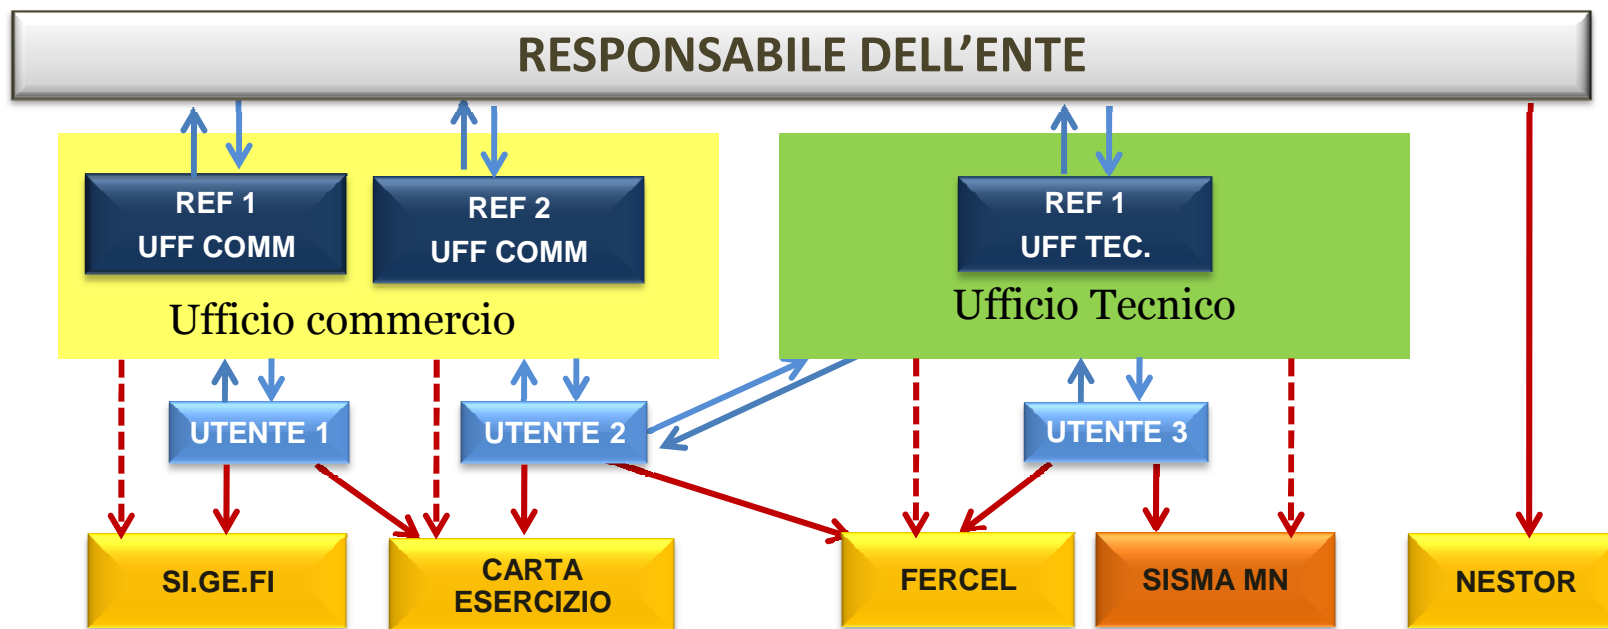 RESPONSABILE DELL’ENTE
REF 1
UFF COMM
REF 2
UFF COMM
REF 1
UFF TEC.
Ufficio commercio
Ufficio Tecnico
UTENTE 1
UTENTE 2
UTENTE 3
SI.GE.FI
CARTA
ESERCIZIO
FERCEL
SISMA MN
NESTOR